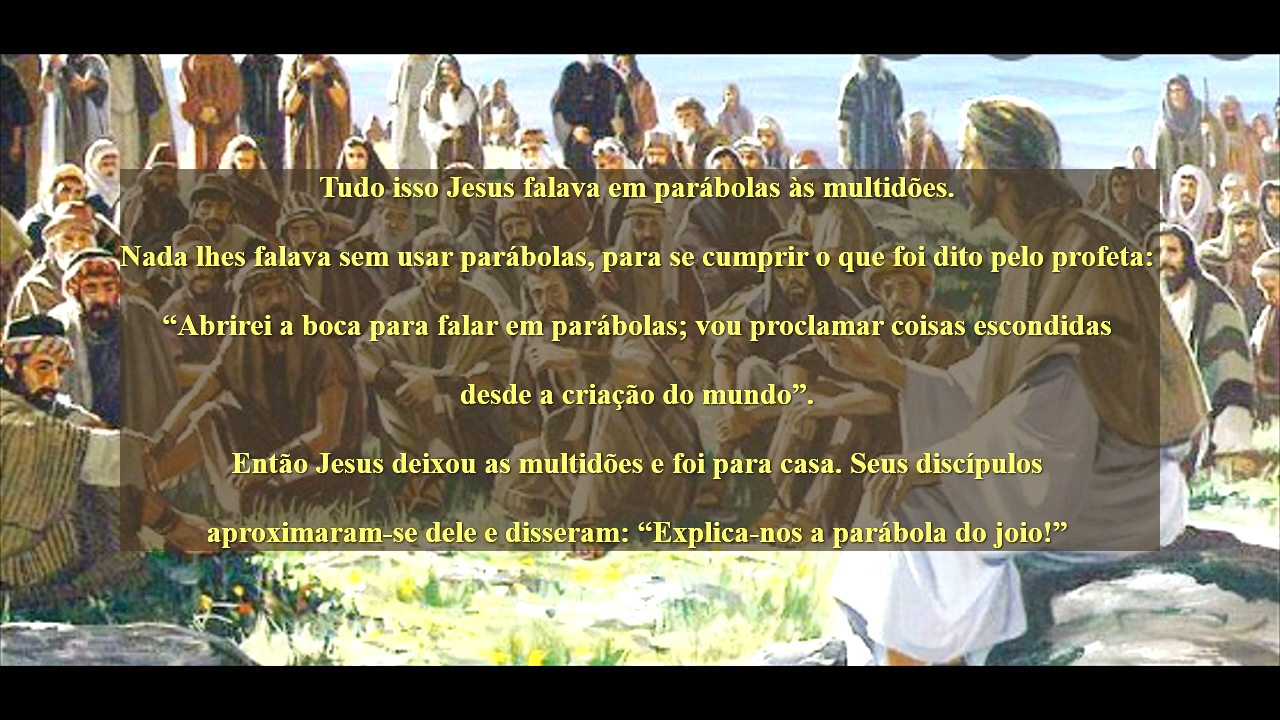 Tudo isso Jesus falava em parábolas às multidões.
Nada lhes falava sem usar parábolas, para se cumprir o que foi dito pelo profeta:
“Abrirei a boca para falar em parábolas; vou proclamar coisas escondidas
desde a criação do mundo”.
Então Jesus deixou as multidões e foi para casa. Seus discípulos
aproximaram-se dele e disseram: “Explica-nos a parábola do joio!”